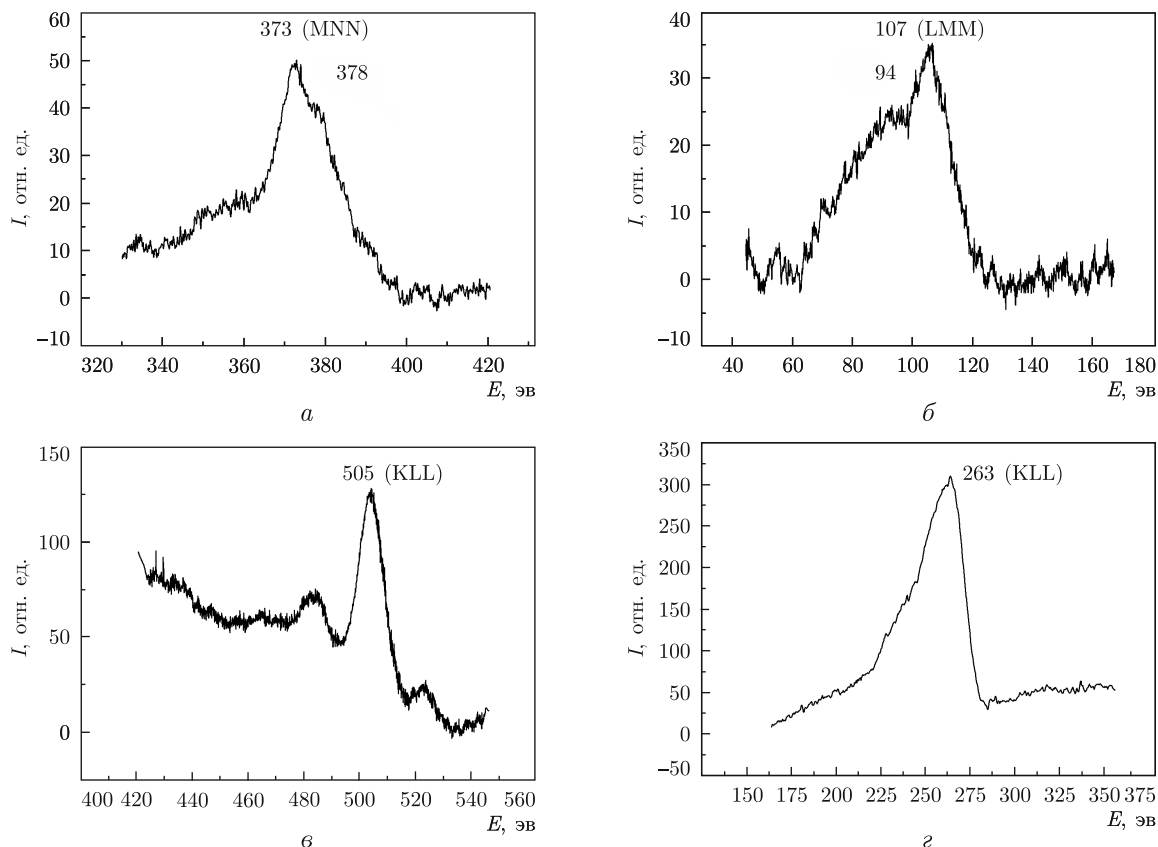 373 (MNN)
378
60
50
40
30
20
10
0
−10
I, отн. ед.
320 340 360 380 400 420
E, эв
а
107 (LMM)
94
40
30
20
10
0
−10
I, отн. ед.
40 60 80 100 120 140 160 180
E, эв
б
505 (KLL)
150
100
50
0
I, отн. ед.
400 420 440 460 480 500 520 540 560
E, эв
в
263 (KLL)
350
300
250
200
150
100
50
0
−50
I, отн. ед.
150 175 200 225 250 275 300 325 350 375
E, эв
г